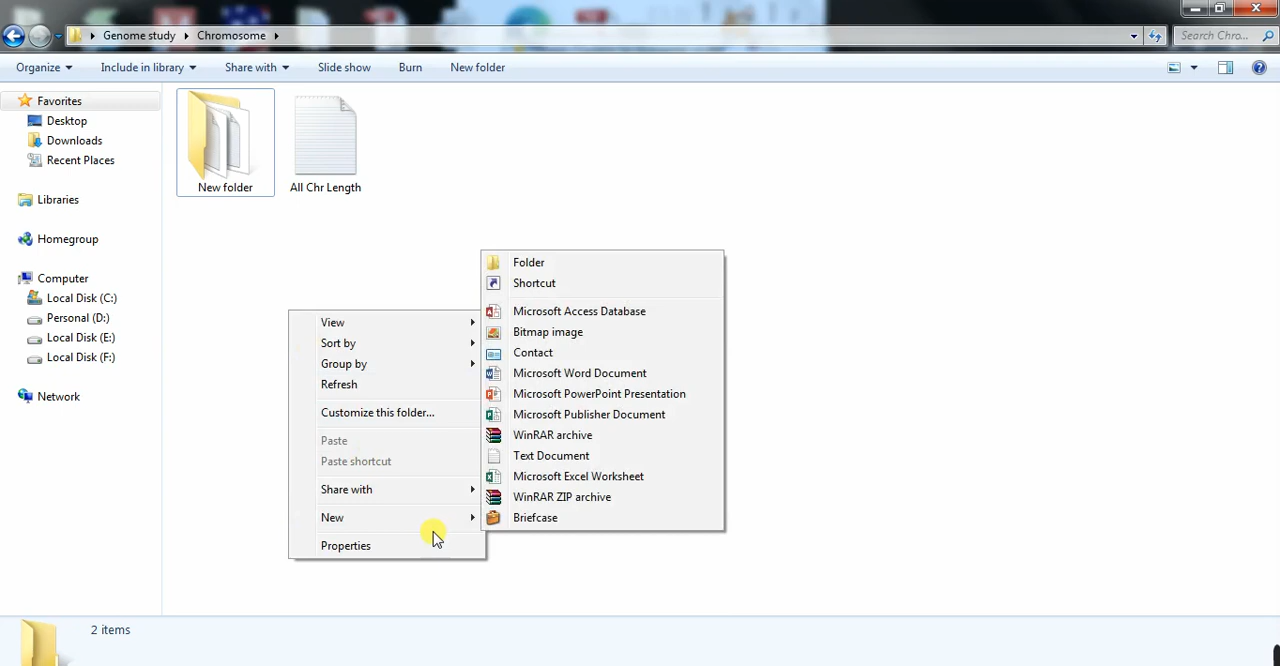 Genome study
Chromosome
Search Chro...
Organize
Include in library
Share with
Slide show
Burn
New folder
Favorites
Desktop
Downloads
Recent Places
Libraries
Homegroup
Computer
Local Disk (C:)
Personal (D:)
Local Disk (E:)
Local Disk (F:)
Network
New folder
All Chr Length
View
Sort by
Group by
Refresh
Customize this folder...
Paste
Paste shortcut
Share with
New
Properties
Folder
Shortcut
Microsoft Access Database
Bitmap image
Contact
Microsoft Word Document
Microsoft PowerPoint Presentation
Microsoft Publisher Document
WinRAR archive
Text Document
Microsoft Excel Worksheet
WinRAR ZIP archive
Briefcase
2 items